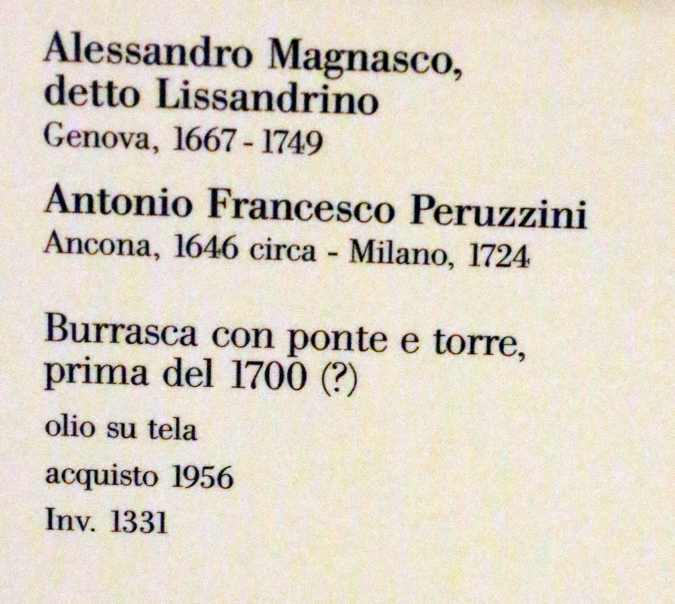 Alessandro Magnasco,
detto Lissandrino
Genova, 1667 - 1749
Antonio Francesco Peruzzini
Ancona, 1646 circa - Milano, 1724
Burrasca con ponte e torre,
prima del 1700 (?)
olio su tela
acquisto 1956
Inv. 1331